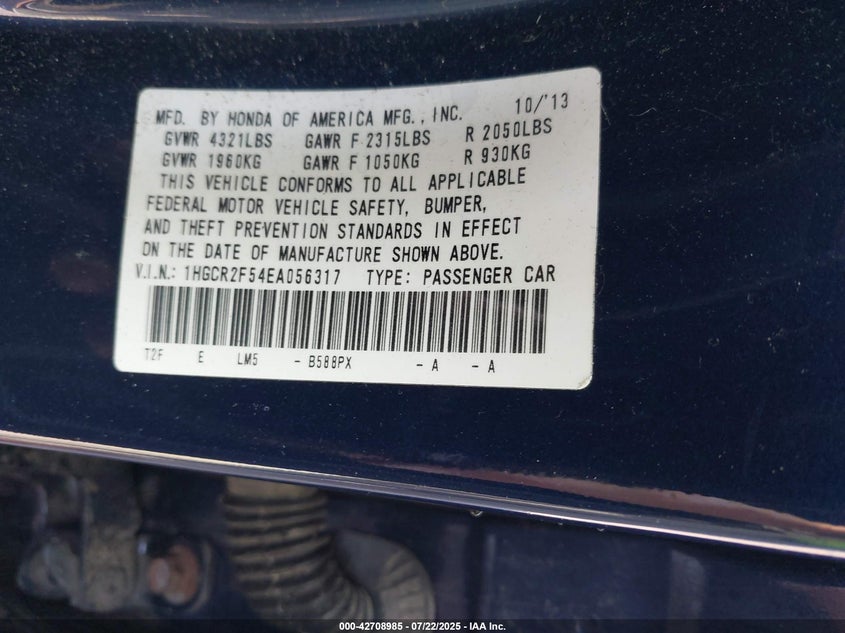 MFD. BY HONDA OF AMERICA MFG., INC. 10/'13
GVWR 4321LBS GAWR F 2315LBS R 2050LBS
GVWR 1960KG GAWR F 1050KG R 930KG
THIS VEHICLE CONFORMS TO ALL APPLICABLE
FEDERAL MOTOR VEHICLE SAFETY, BUMPER,
AND THEFT PREVENTION STANDARDS IN EFFECT
ON THE DATE OF MANUFACTURE SHOWN ABOVE.
V.I.N.: 1HGCR2F54EA056317 TYPE: PASSENGER CAR
T2F E LM5 - B588PX - A - A
000-42708985 - 07/22/2025 - IAA Inc.